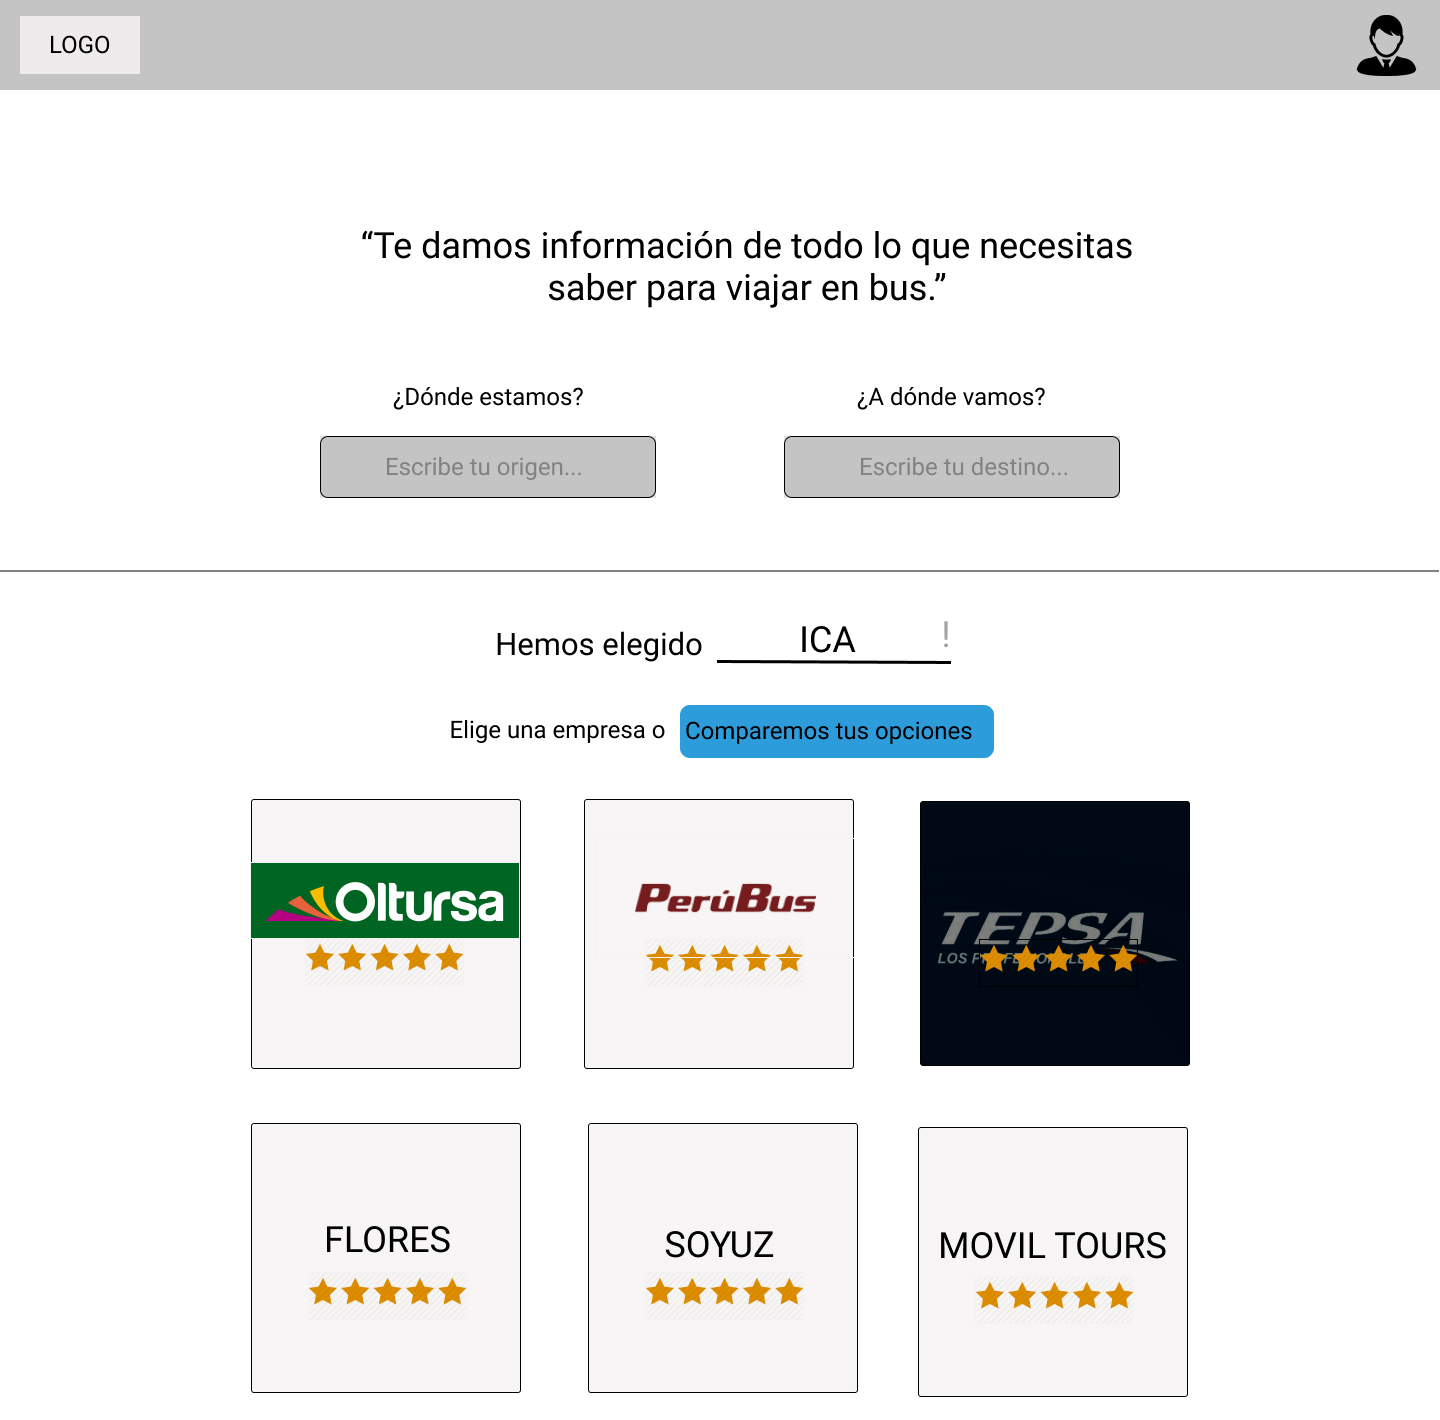 LOGO
“Te damos información de todo lo que necesitas
saber para viajar en bus.”
¿Dónde estamos?
¿A dónde vamos?
Escribe tu origen...
Escribe tu destino...
Hemos elegido ICA !
Elige una empresa o Comparemos tus opciones
Oltursa
PerúBus
TEPSA
LOS
FLORES
SOYUZ
MOVIL TOURS